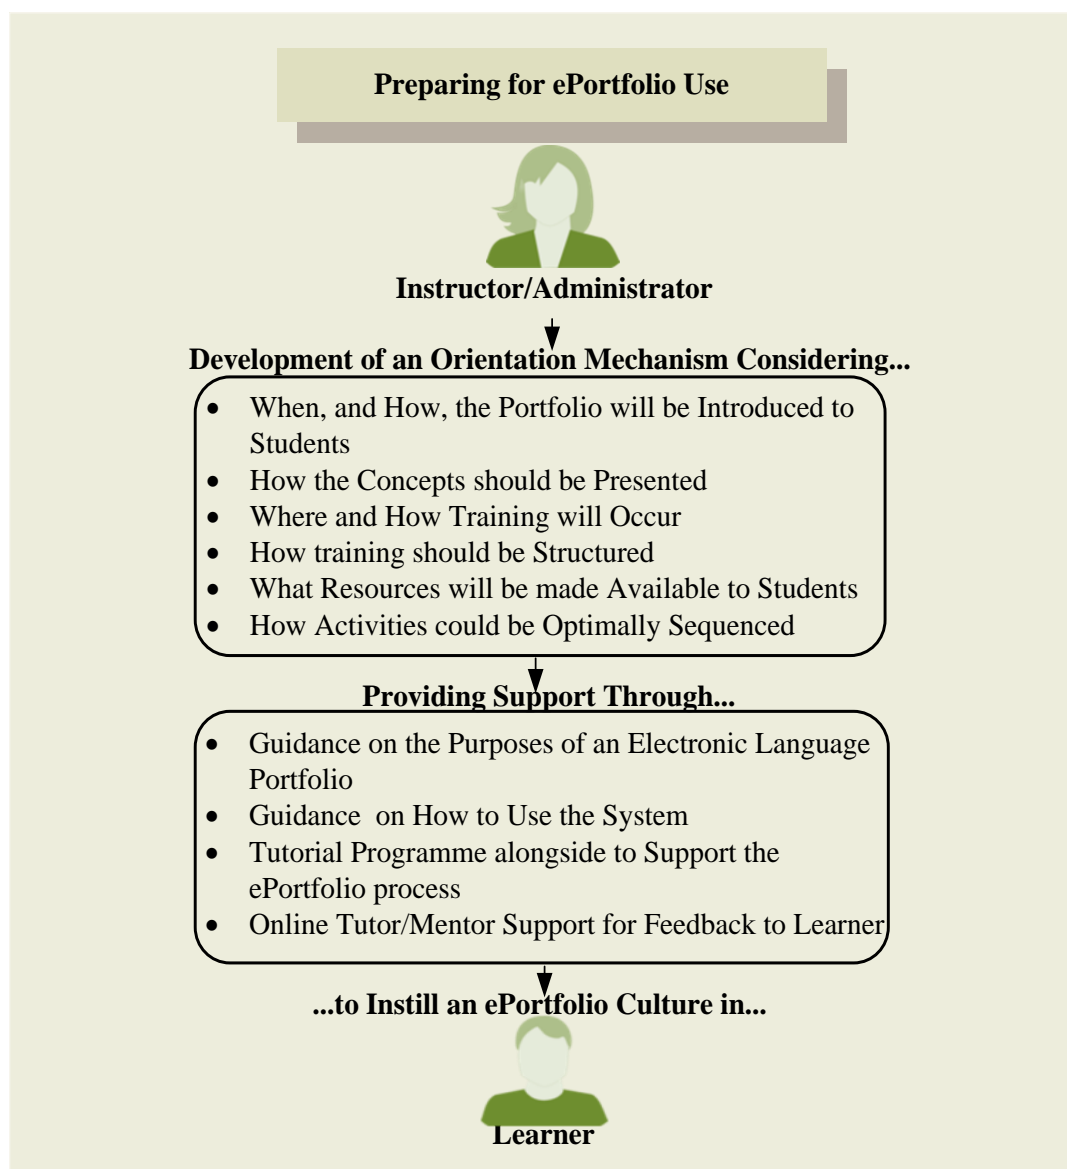 Preparing for ePortfolio Use
Instructor/Administrator
Development of an Orientation Mechanism Considering...
• When, and How, the Portfolio will be Introduced to
Students
• How the Concepts should be Presented
• Where and How Training will Occur
• How training should be Structured
• What Resources will be made Available to Students
• How Activities could be Optimally Sequenced
Providing Support Through...
• Guidance on the Purposes of an Electronic Language
Portfolio
• Guidance  on How to Use the System
• Tutorial Programme alongside to Support the
ePortfolio process
• Online Tutor/Mentor Support for Feedback to Learner
...to Instill an ePortfolio Culture in...
Learner